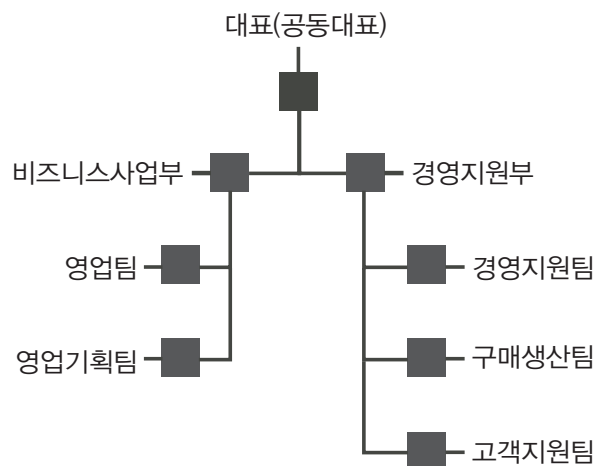 대표(공동대표)
비즈니스사업부
경영지원부
영업팀
경영지원팀
영업기획팀
구매생산팀
고객지원팀